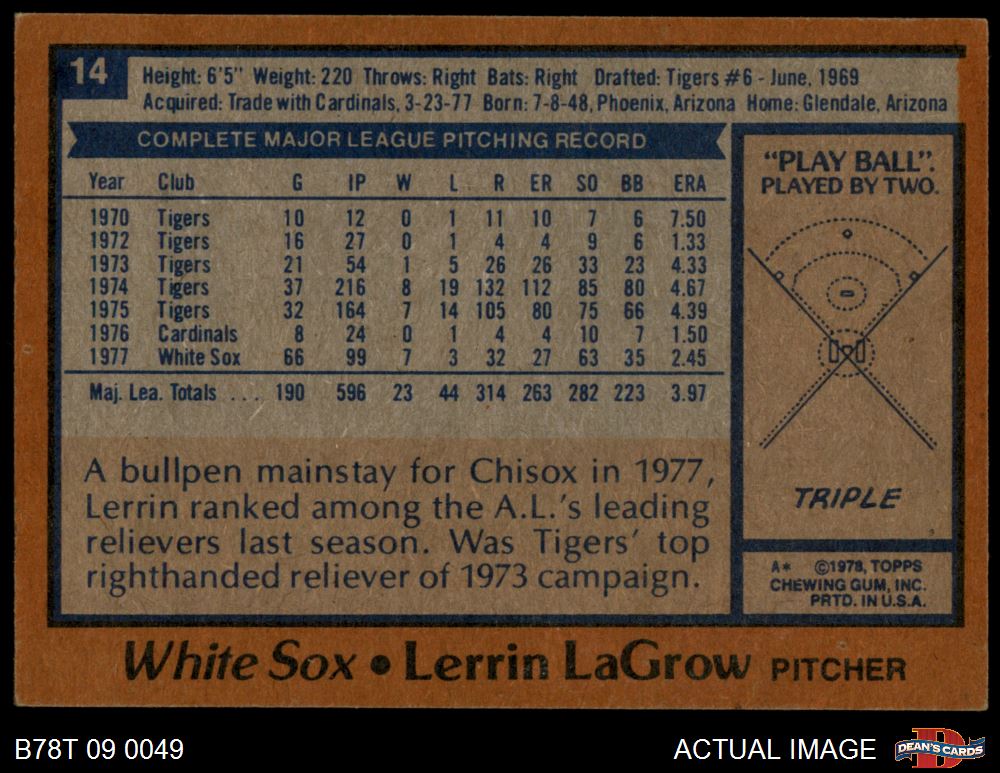 14
Height: 6'5" Weight: 220 Throws: Right Bats: Right Drafted: Tigers #6 - June, 1969
Acquired: Trade with Cardinals, 3-23-77 Born: 7-8-48, Phoenix, Arizona Home: Glendale, Arizona
COMPLETE MAJOR LEAGUE PITCHING RECORD
Year Club G IP W L R ER SO BB ERA
1970 Tigers 10 12 0 1 11 10 7 6 7.50
1972 Tigers 16 27 0 1 4 4 9 6 1.33
1973 Tigers 21 54 1 5 26 26 33 23 4.33
1974 Tigers 37 216 8 19 132 112 85 80 4.67
1975 Tigers 32 164 7 14 105 80 75 66 4.39
1976 Cardinals 8 24 0 1 4 4 10 7 1.50
1977 White Sox 66 99 7 3 32 27 63 35 2.45
Maj. Lea. Totals . . . 190 596 23 44 314 263 282 223 3.97
A bullpen mainstay for Chisox in 1977,
Lerrin ranked among the A.L.'s leading
relievers last season. Was Tigers' top
righthanded reliever of 1973 campaign.
"PLAY BALL".
PLAYED BY TWO.
TRIPLE
A* ©1978, TOPPS
CHEWING GUM, INC.
PRTD. IN U.S.A.
White Sox • Lerrin LaGrow PITCHER
B78T 09 0049
ACTUAL IMAGE
D
DEAN'S CARDS